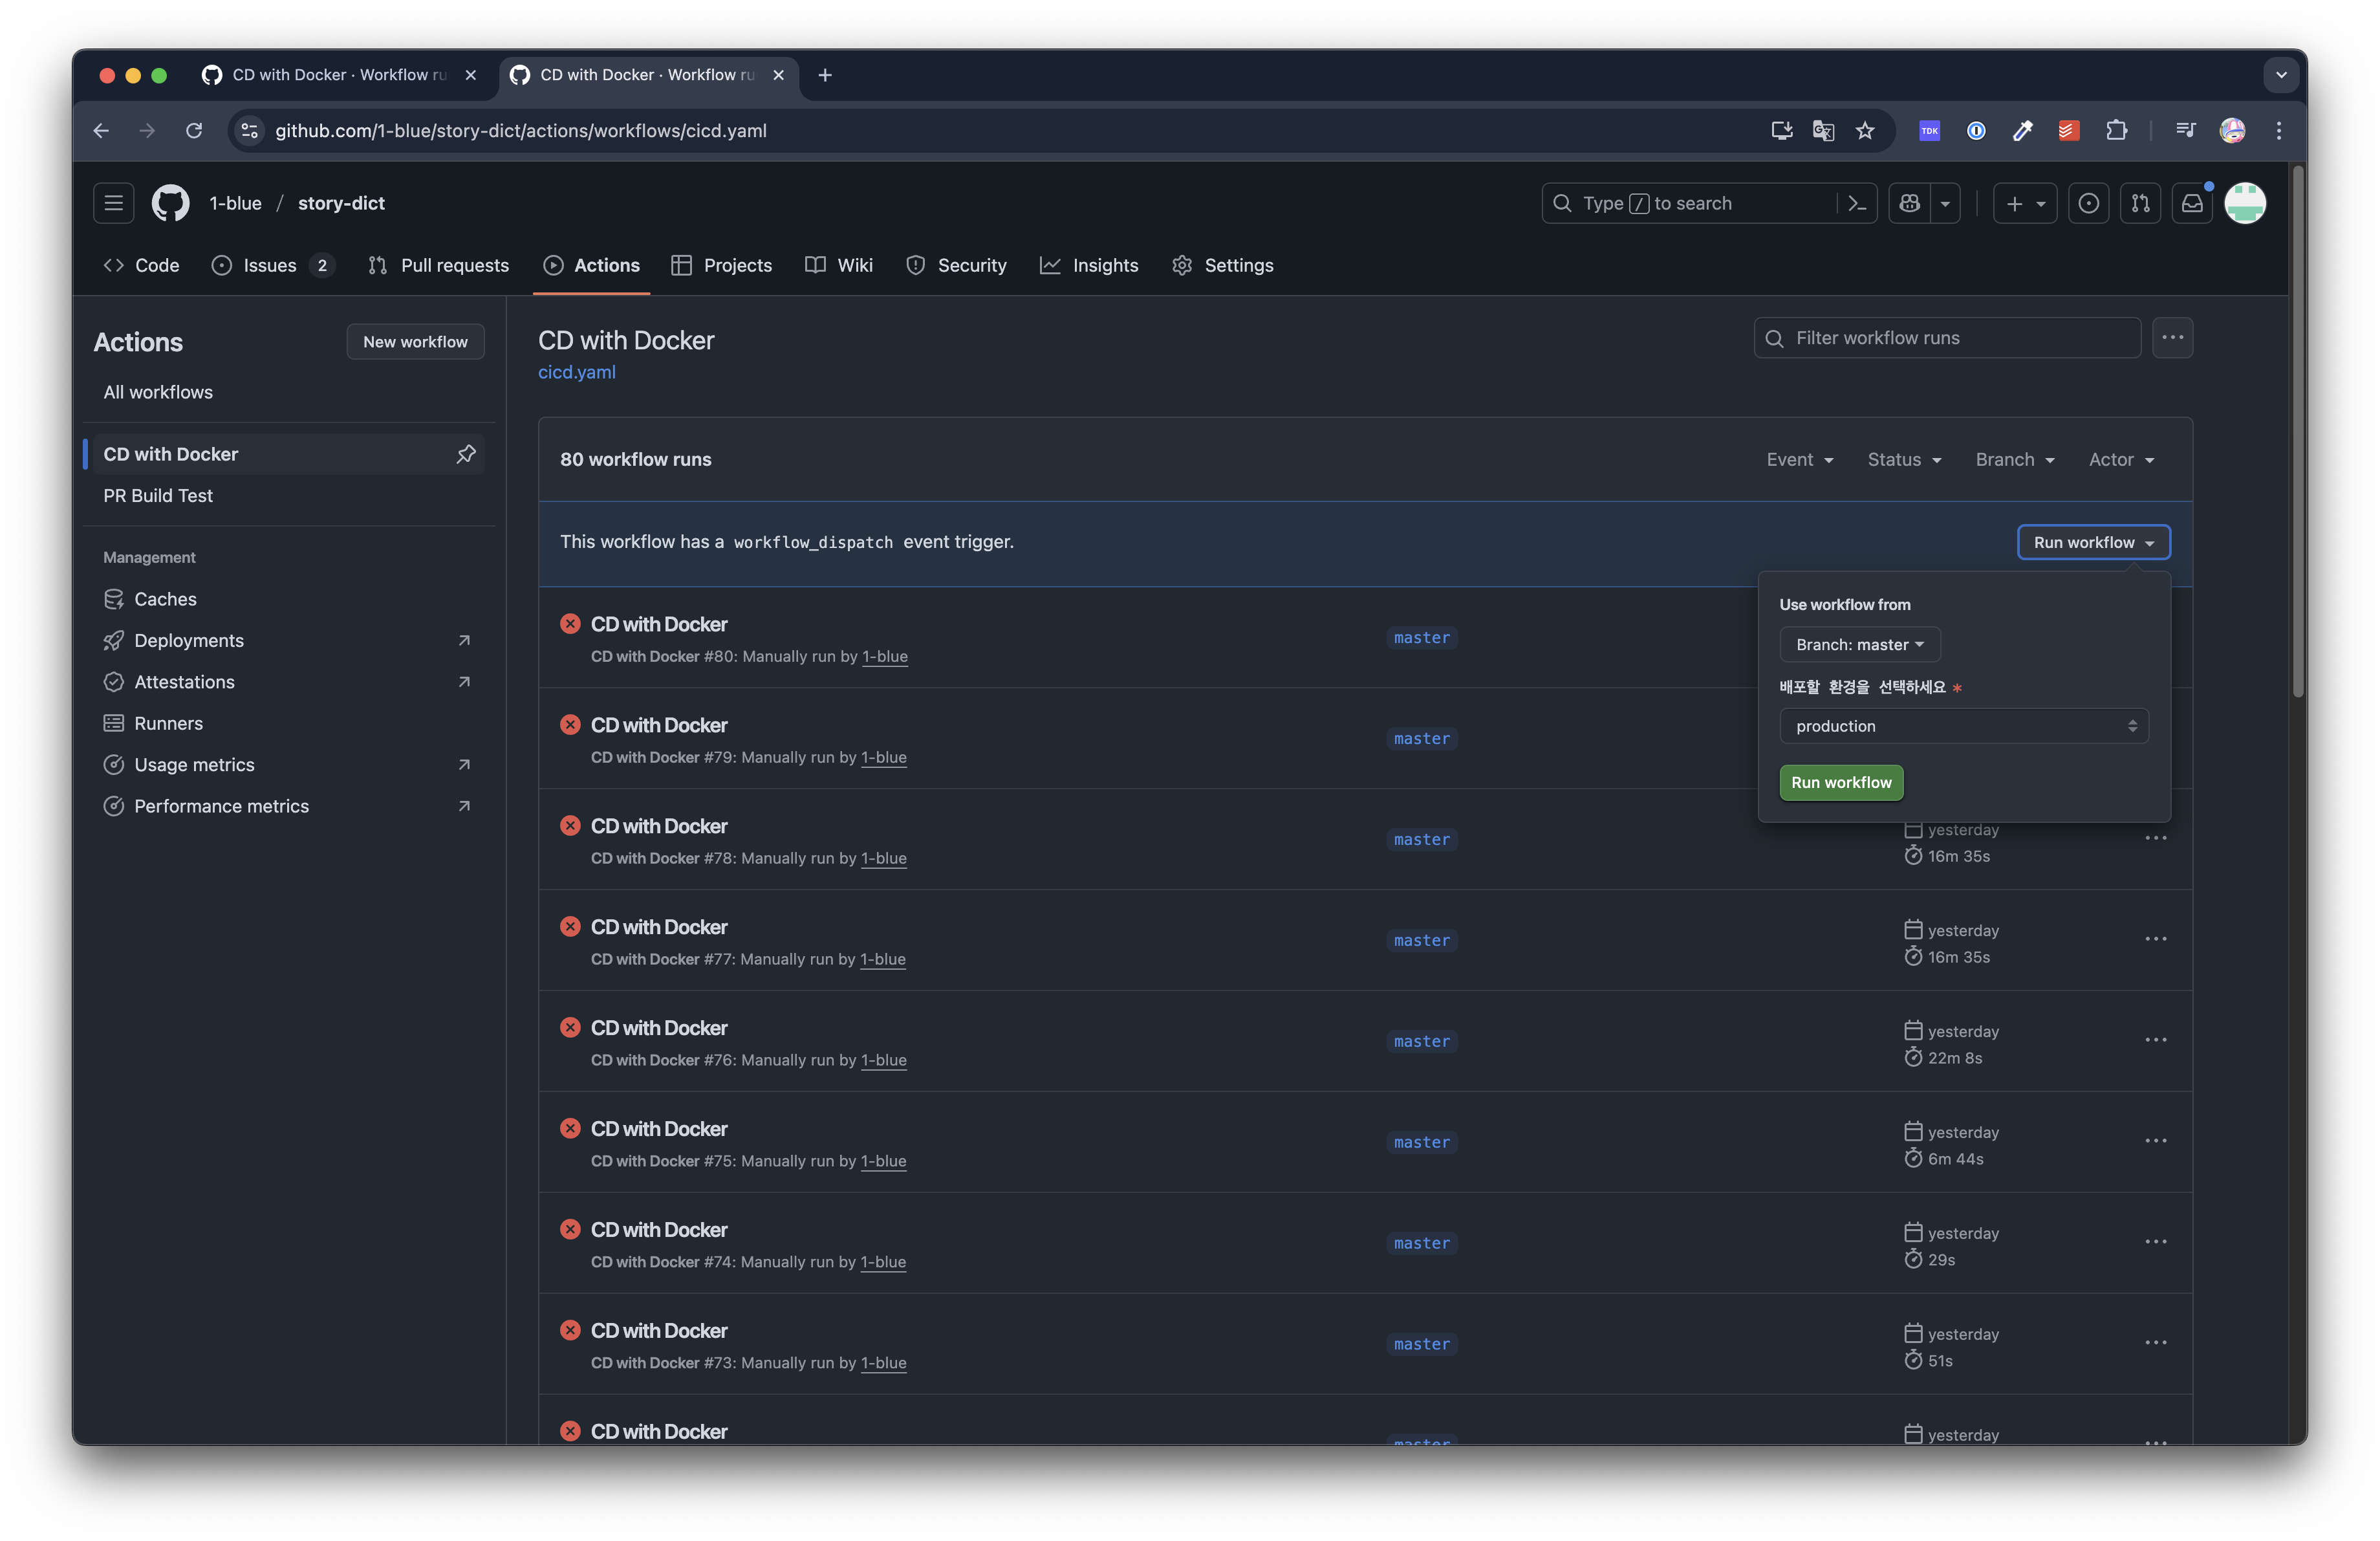 CD with Docker · Workflow ru
CD with Docker · Workflow ru
github.com/1-blue/story-dict/actions/workflows/cicd.yaml
TDK
1-blue / story-dict
Type / to search
Code
Issues 2
Pull requests
Actions
Projects
Wiki
Security
Insights
Settings
Actions
New workflow
All workflows
CD with Docker
PR Build Test
Management
Caches
Deployments
Attestations
Runners
Usage metrics
Performance metrics
CD with Docker
cicd.yaml
Filter workflow runs
80 workflow runs
Event
Status
Branch
Actor
This workflow has a workflow_dispatch event trigger.
Run workflow
Use workflow from
Branch: master
배포할 환경을 선택하세요 *
production
Run workflow
CD with Docker
CD with Docker #80: Manually run by 1-blue
master
CD with Docker
CD with Docker #79: Manually run by 1-blue
master
CD with Docker
CD with Docker #78: Manually run by 1-blue
master
yesterday
16m 35s
CD with Docker
CD with Docker #77: Manually run by 1-blue
master
yesterday
16m 35s
CD with Docker
CD with Docker #76: Manually run by 1-blue
master
yesterday
22m 8s
CD with Docker
CD with Docker #75: Manually run by 1-blue
master
yesterday
6m 44s
CD with Docker
CD with Docker #74: Manually run by 1-blue
master
yesterday
29s
CD with Docker
CD with Docker #73: Manually run by 1-blue
master
yesterday
51s
CD with Docker
master
yesterday